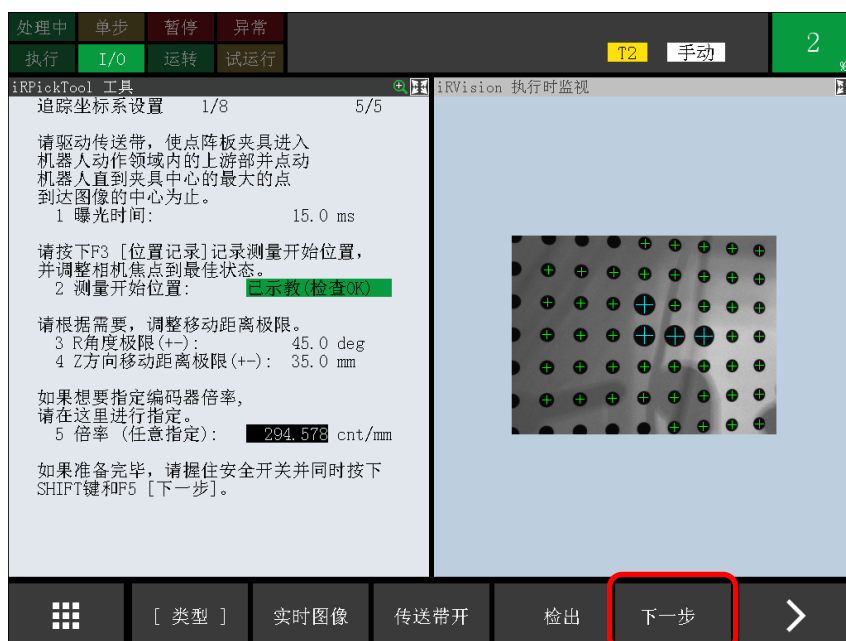 处理中 单步 暂停 异常
执行 I/O 运转 试运行
T2 手动
2
%
iRPickTool 工具
iRVision 执行时监视
追踪坐标系设置 1/8 5/5
请驱动传送带，使点阵板夹具进入
机器人动作领域内的上游部并点动
机器人直到夹具中心的最大的点
到达图像的中心为止。
1 曝光时间: 15.0 ms
请按下F3 [位置记录]记录测量开始位置，
并调整相机焦点到最佳状态。
2 测量开始位置: 已示教(检查OK)
请根据需要，调整移动距离极限。
3 R角度极限(+-): 45.0 deg
4 Z方向移动距离极限(+-): 35.0 mm
如果想要指定编码器倍率，
请在这里进行指定。
5 倍率 (任意指定): 294.578 cnt/mm
如果准备完毕，请握住安全开关并同时按下
SHIFT键和F5 [下一步]。
[ 类型 ] 实时图像 传送带开 检出 下一步